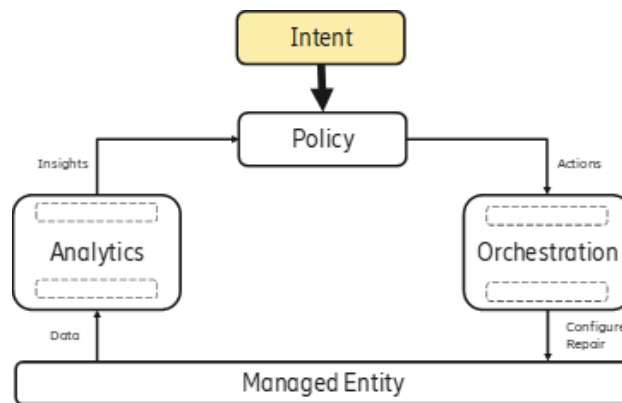 Intent
Policy
Insights
Actions
Analytics
Orchestration
Data
Configure
Repair
Managed Entity